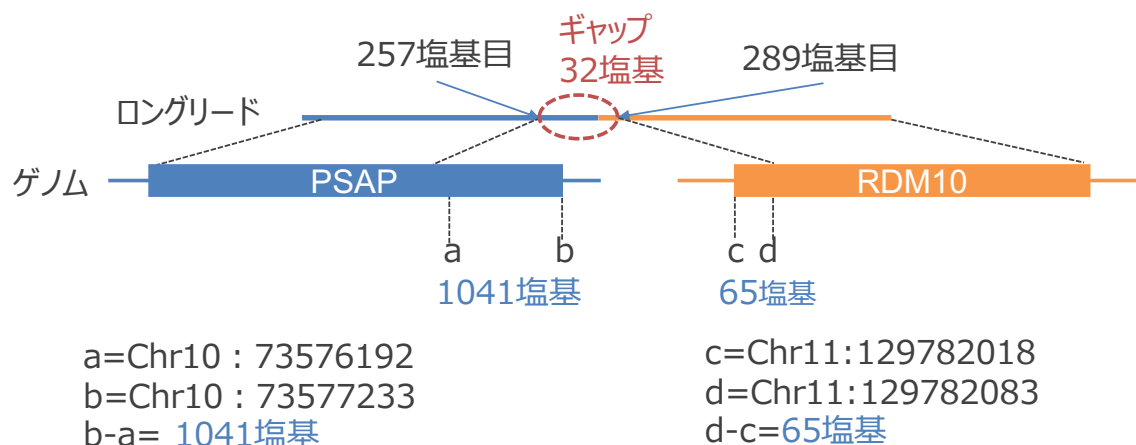 ギャップ
32塩基
257塩基目
289塩基目
ロングリード
ゲノム
PSAP
RDM10
a
b
c d
1041塩基
65塩基
a=Chr10 : 73576192
b=Chr10 : 73577233
b-a= 1041塩基
c=Chr11:129782018
d=Chr11:129782083
d-c=65塩基